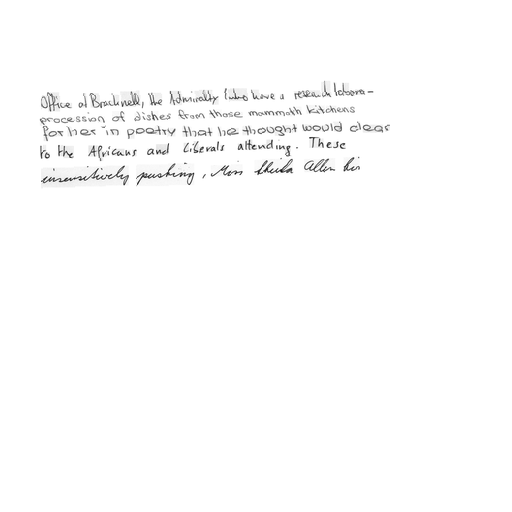 Office at Bracknell, the Admiralty (who have a research labora-
procession of dishes from those mammoth kitchens
for her in poetry that he thought would clear
to the Africans and Liberals attending. These
insensitively pushing, Miss Sheila Allen his